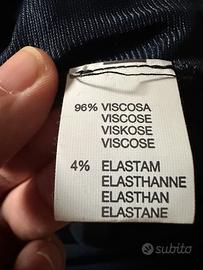 96% VISCOSA
VISCOSE
VISKOSE
VISCOSE
4% ELASTAM
ELASTHANNE
ELASTHAN
ELASTANE
subito